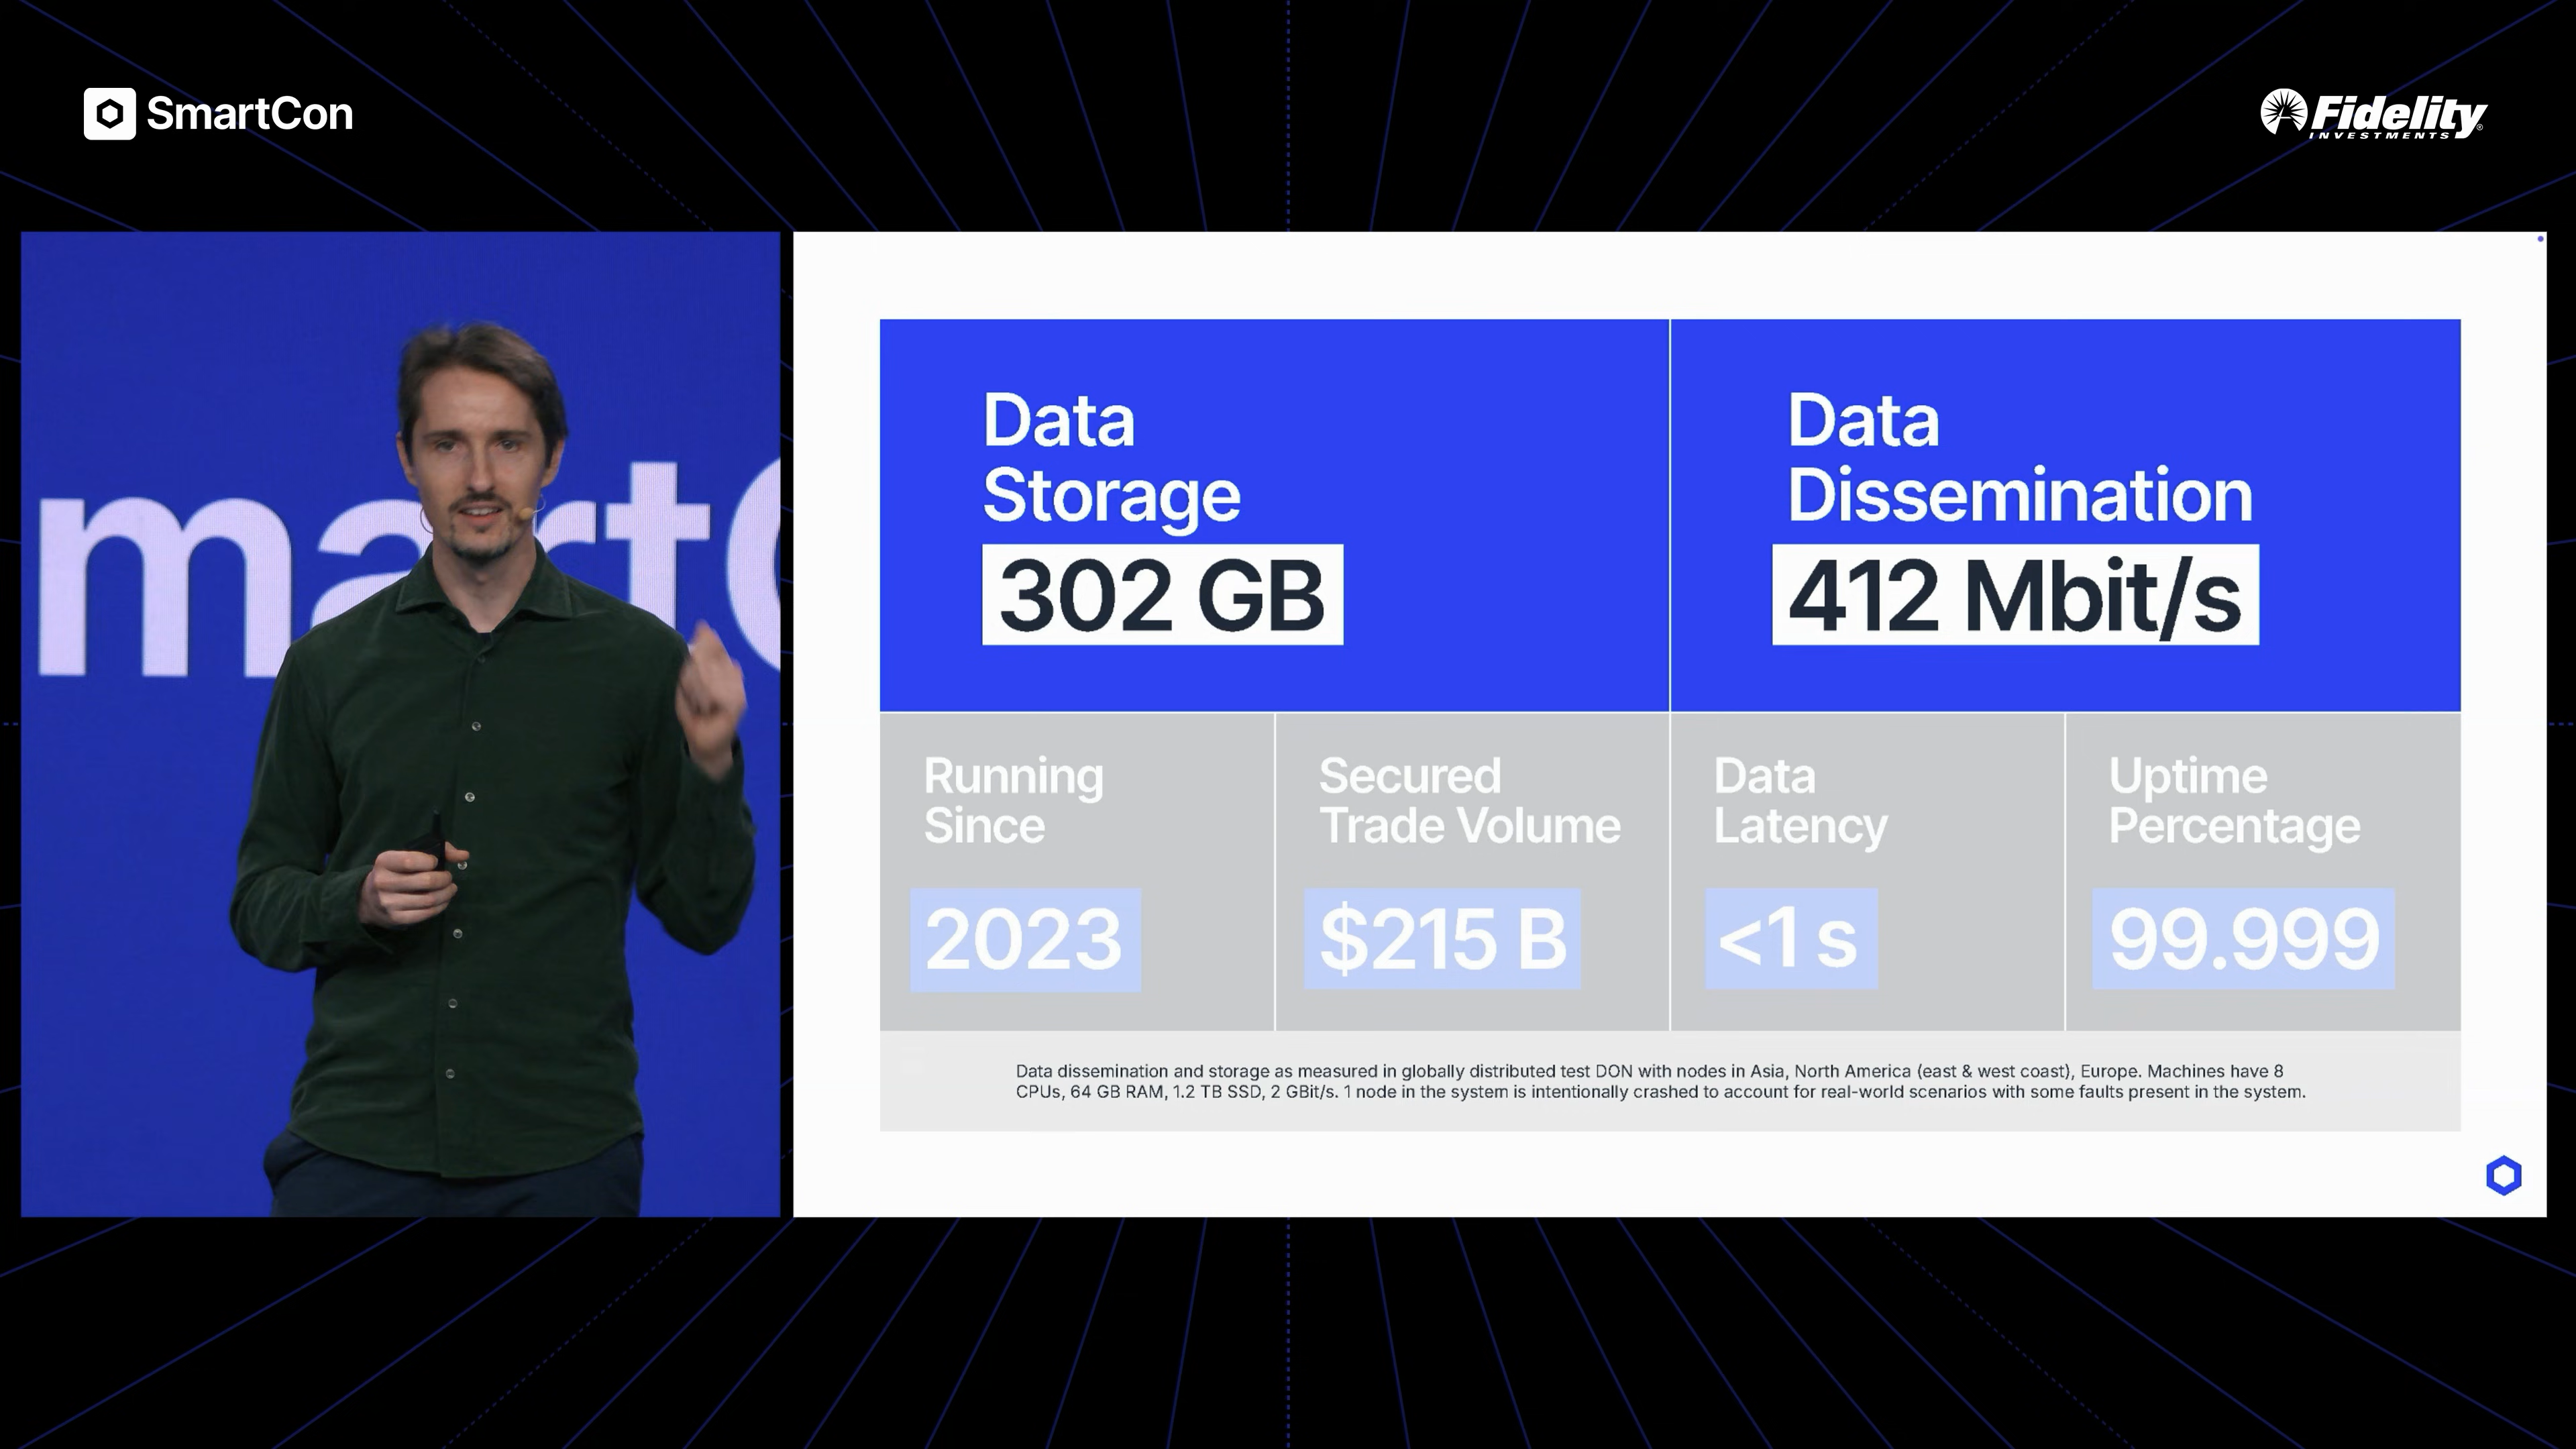 SmartCon
Fidelity
INVESTMENTS
martC
Data
Storage
302 GB
Data
Dissemination
412 Mbit/s
Running
Since
2023
Secured
Trade Volume
$215 B
Data
Latency
<1 s
Uptime
Percentage
99.999
Data dissemination and storage as measured in globally distributed test DON with nodes in Asia, North America (east & west coast), Europe. Machines have 8
CPUs, 64 GB RAM, 1.2 TB SSD, 2 GBit/s. 1 node in the system is intentionally crashed to account for real-world scenarios with some faults present in the system.